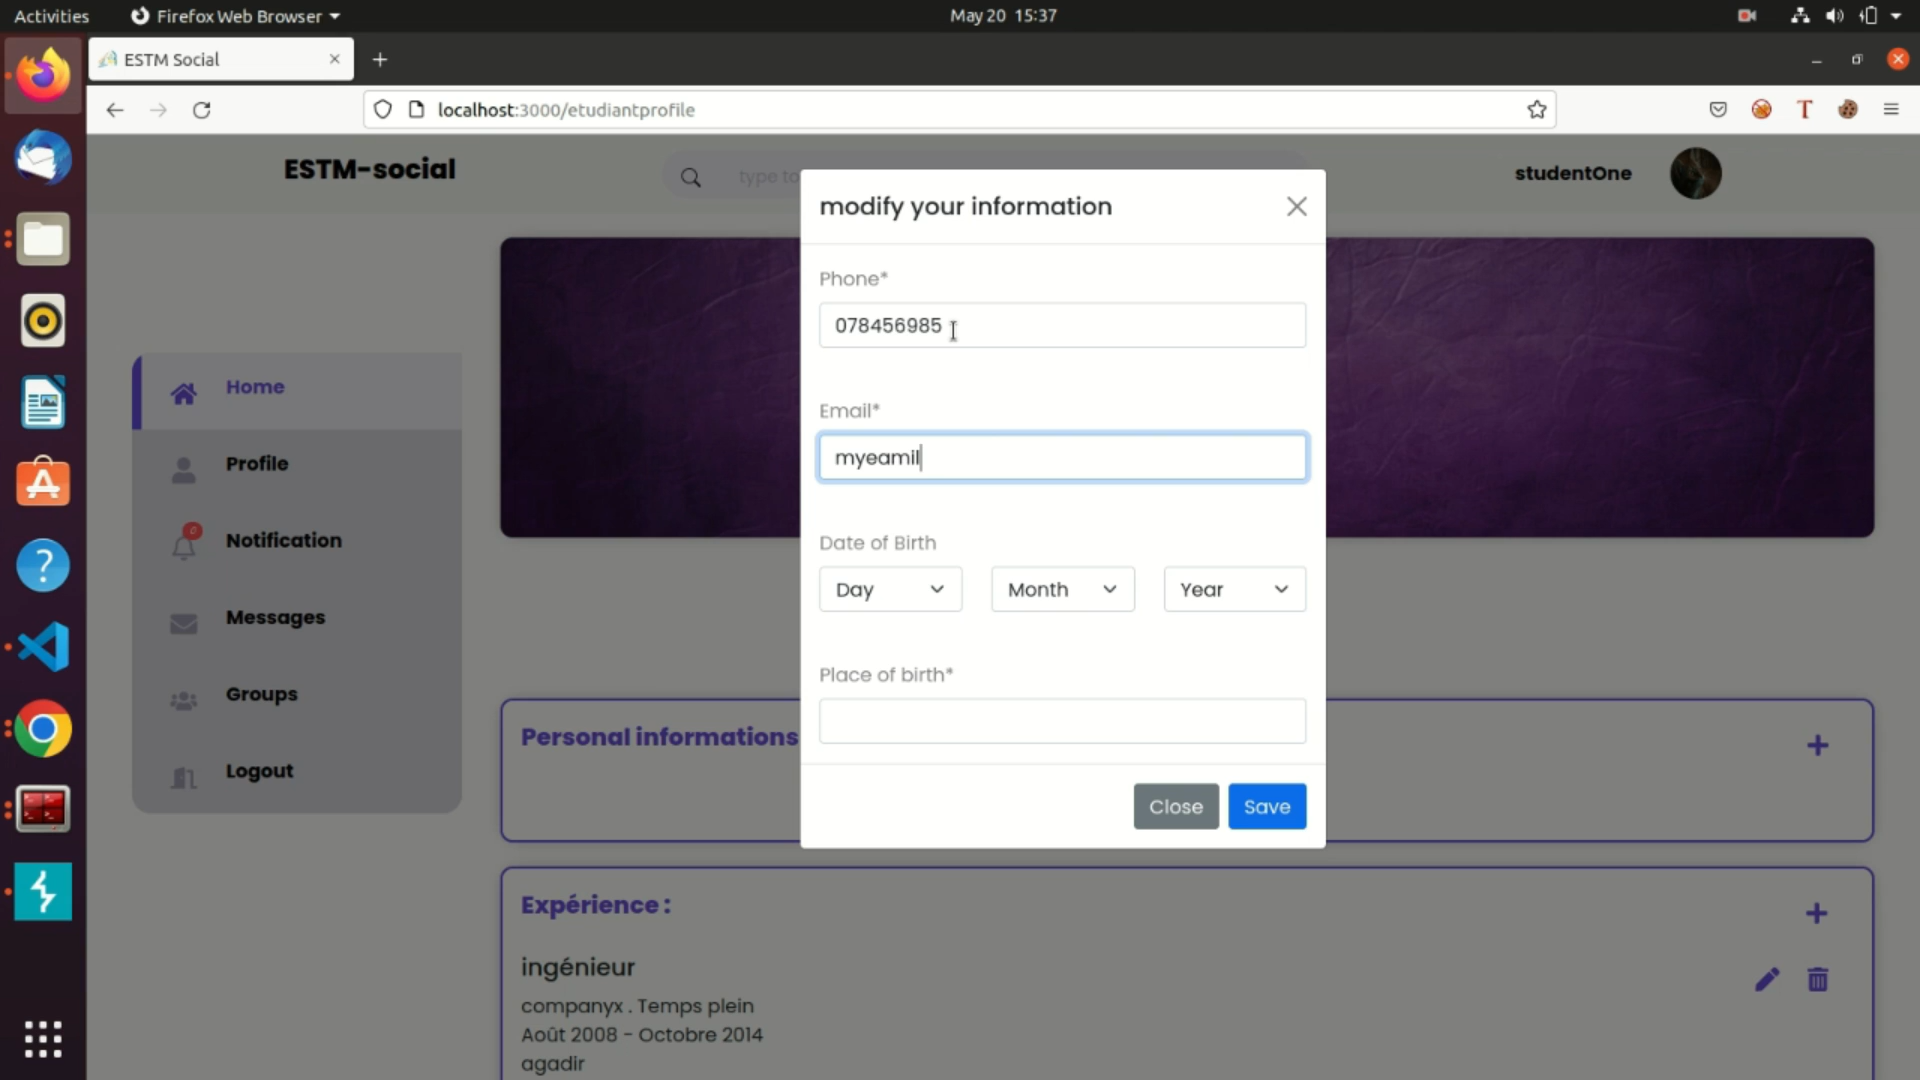 Activities
Firefox Web Browser
May 20 15:37
ESTM Social
localhost:3000/etudiantprofile
T
ESTM-social
type to
studentOne
modify your information
Phone*
078456985
Home
Email*
myeamil
Profile
Notification
Date of Birth
Day
Month
Year
Messages
Place of birth*
Groups
Personal informations
Logout
Close
Save
Expérience :
ingénieur
companyx . Temps plein
Août 2008 - Octobre 2014
agadir